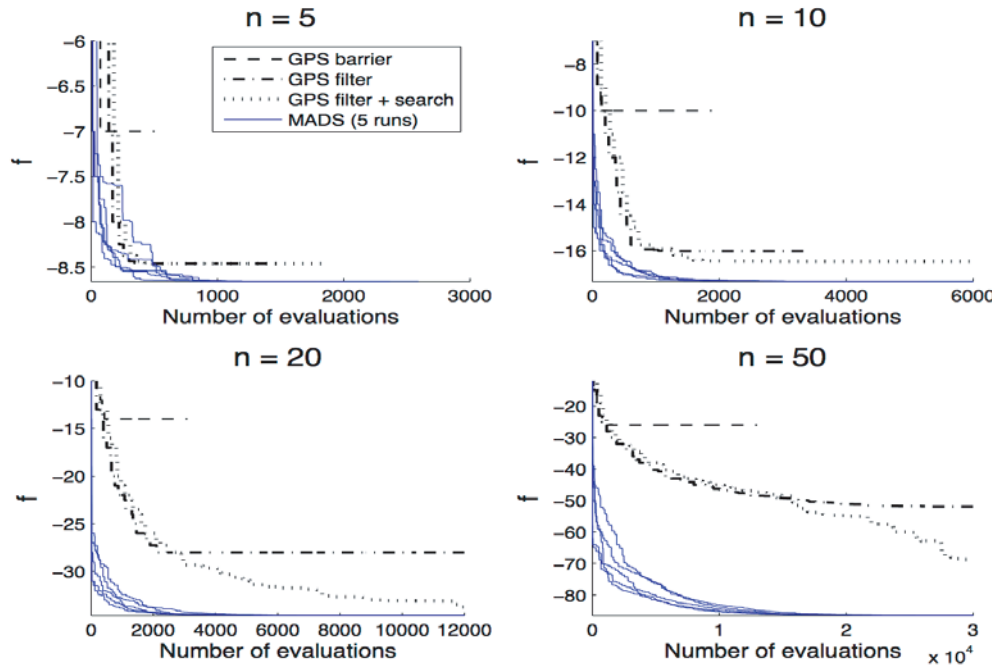 n = 5
−6
−6.5
−7
−7.5
−8
−8.5
f
0
1000
2000
3000
Number of evaluations
GPS barrier
GPS filter
GPS filter + search
MADS (5 runs)
n = 10
−8
−10
−12
−14
−16
f
0
2000
4000
6000
Number of evaluations
n = 20
−10
−15
−20
−25
−30
f
0
2000
4000
6000
8000
10000
12000
Number of evaluations
n = 50
−20
−30
−40
−50
−60
−70
−80
f
0
1
2
3
x 10^4
Number of evaluations